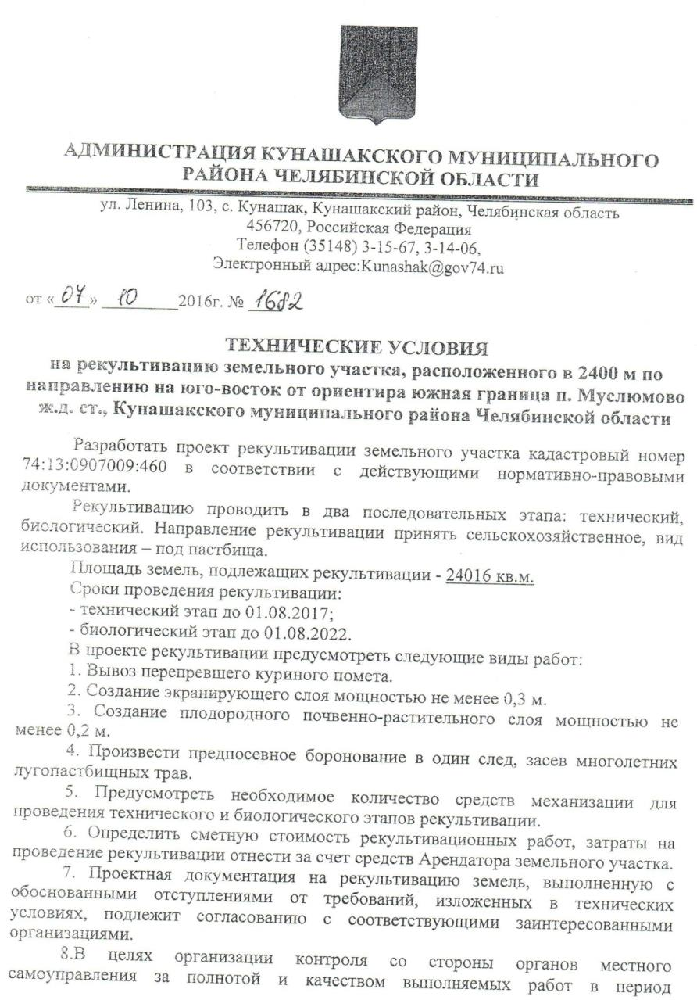 АДМИНИСТРАЦИЯ КУНАШАКСКОГО МУНИЦИПАЛЬНОГО
РАЙОНА ЧЕЛЯБИНСКОЙ ОБЛАСТИ
ул. Ленина, 103, с. Кунашак, Кунашакский район, Челябинская область
456720, Российская Федерация
Телефон (35148) 3-15-67, 3-14-06,
Электронный адрес:Kunashak@gov74.ru
от «07» 10 2016г. № 1682
ТЕХНИЧЕСКИЕ УСЛОВИЯ
на рекультивацию земельного участка, расположенного в 2400 м по
направлению на юго-восток от ориентира южная граница п. Муслюмово
ж.д. ст., Кунашакского муниципального района Челябинской области
Разработать проект рекультивации земельного участка кадастровый номер
74:13:0907009:460 в соответствии с действующими нормативно-правовыми
документами.
Рекультивацию проводить в два последовательных этапа: технический,
биологический. Направление рекультивации принять сельскохозяйственное, вид
использования – под пастбища.
Площадь земель, подлежащих рекультивации - 24016 кв.м.
Сроки проведения рекультивации:
- технический этап до 01.08.2017;
- биологический этап до 01.08.2022.
В проекте рекультивации предусмотреть следующие виды работ:
1. Вывоз перепревшего куриного помета.
2. Создание экранирующего слоя мощностью не менее 0,3 м.
3. Создание плодородного почвенно-растительного слоя мощностью не
менее 0,2 м.
4. Произвести предпосевное боронование в один след, засев многолетних
лугопастбищных трав.
5. Предусмотреть необходимое количество средств механизации для
проведения технического и биологического этапов рекультивации.
6. Определить сметную стоимость рекультивационных работ, затраты на
проведение рекультивации отнести за счет средств Арендатора земельного участка.
7. Проектная документация на рекультивацию земель, выполненную с
обоснованными отступлениями от требований, изложенных в технических
условиях, подлежит согласованию с соответствующими заинтересованными
организациями.
8.В целях организации контроля со стороны органов местного
самоуправления за полнотой и качеством выполняемых работ в период